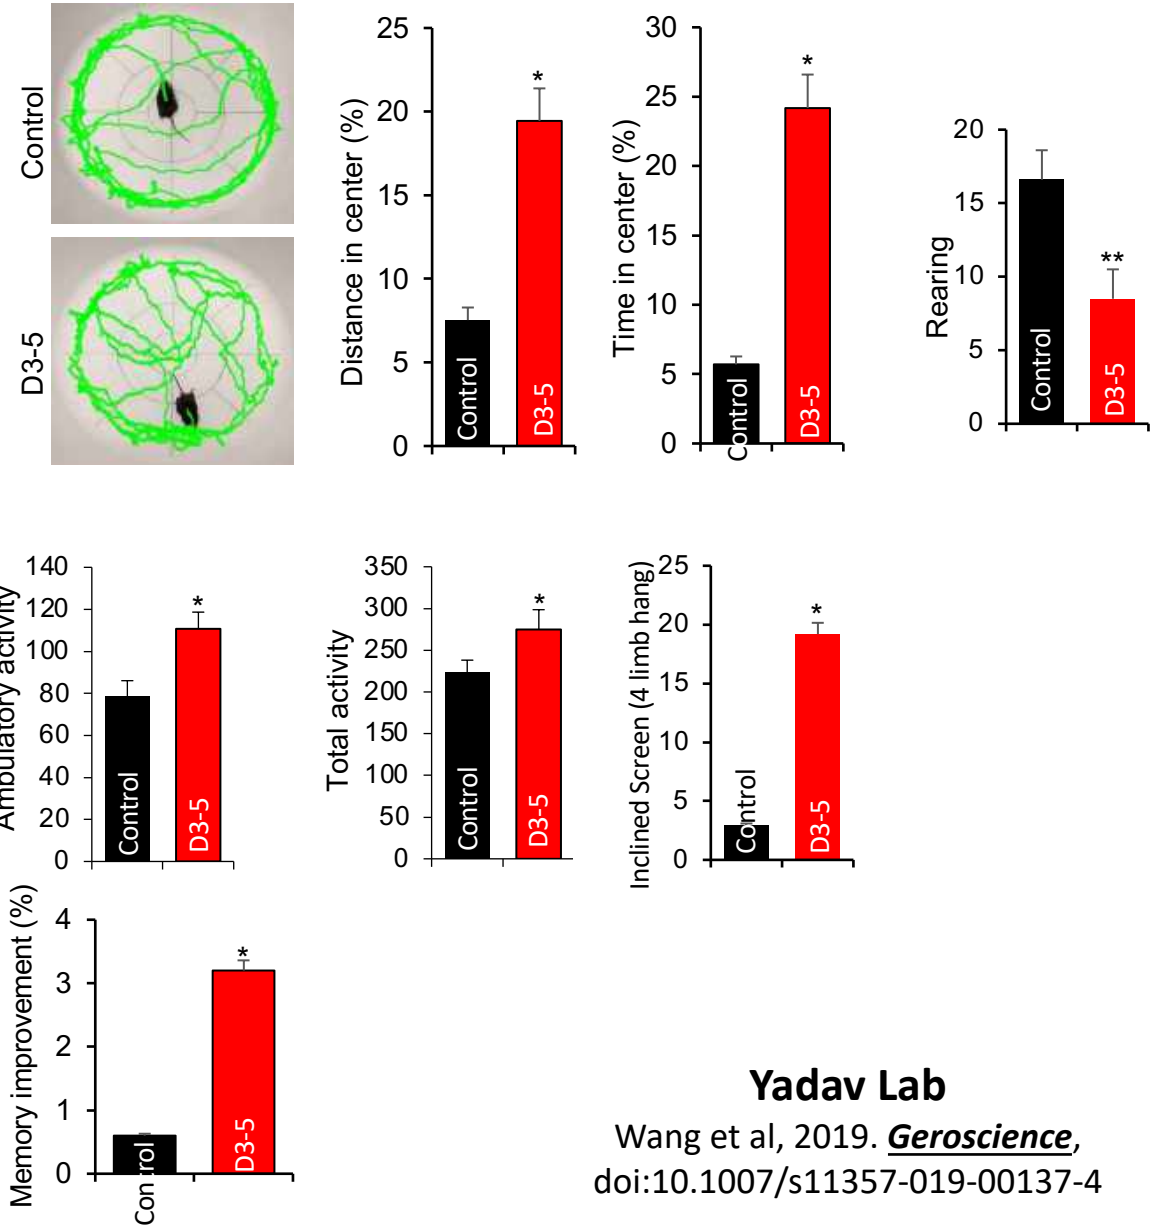 Control
D3-5
Distance in center (%)
25
20
15
10
5
0
*
Control
D3-5
Time in center (%)
30
25
20
15
10
5
0
*
Control
D3-5
Rearing
20
15
10
5
0
**
Control
D3-5
Ambulatory activity
140
120
100
80
60
40
20
0
*
Control
D3-5
Total activity
350
300
250
200
150
100
50
0
*
Control
D3-5
Inclined Screen (4 limb hang)
25
20
15
10
5
0
*
Control
D3-5
Memory improvement (%)
4
3
2
1
0
*
Control
D3-5
Yadav Lab
Wang et al, 2019. Geroscience,
doi:10.1007/s11357-019-00137-4